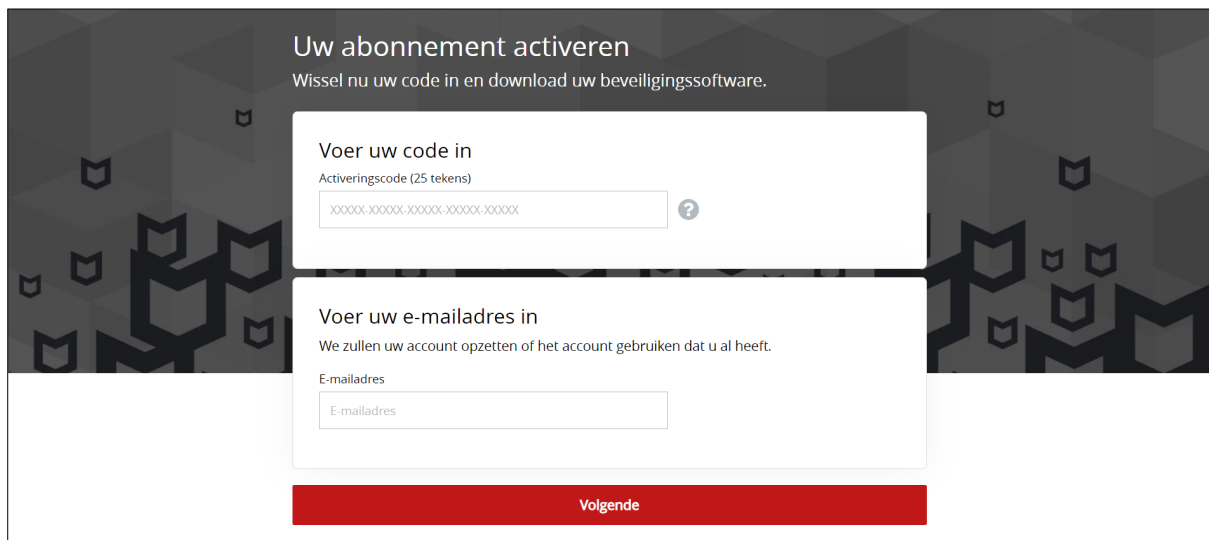 Uw abonnement activeren
Wissel nu uw code in en download uw beveiligingssoftware.
Voer uw code in
Activeringscode (25 tekens)
XXXXX-XXXXX-XXXXX-XXXXX-XXXXX
?
Voer uw e-mailadres in
We zullen uw account opzetten of het account gebruiken dat u al heeft.
E-mailadres
E-mailadres
Volgende